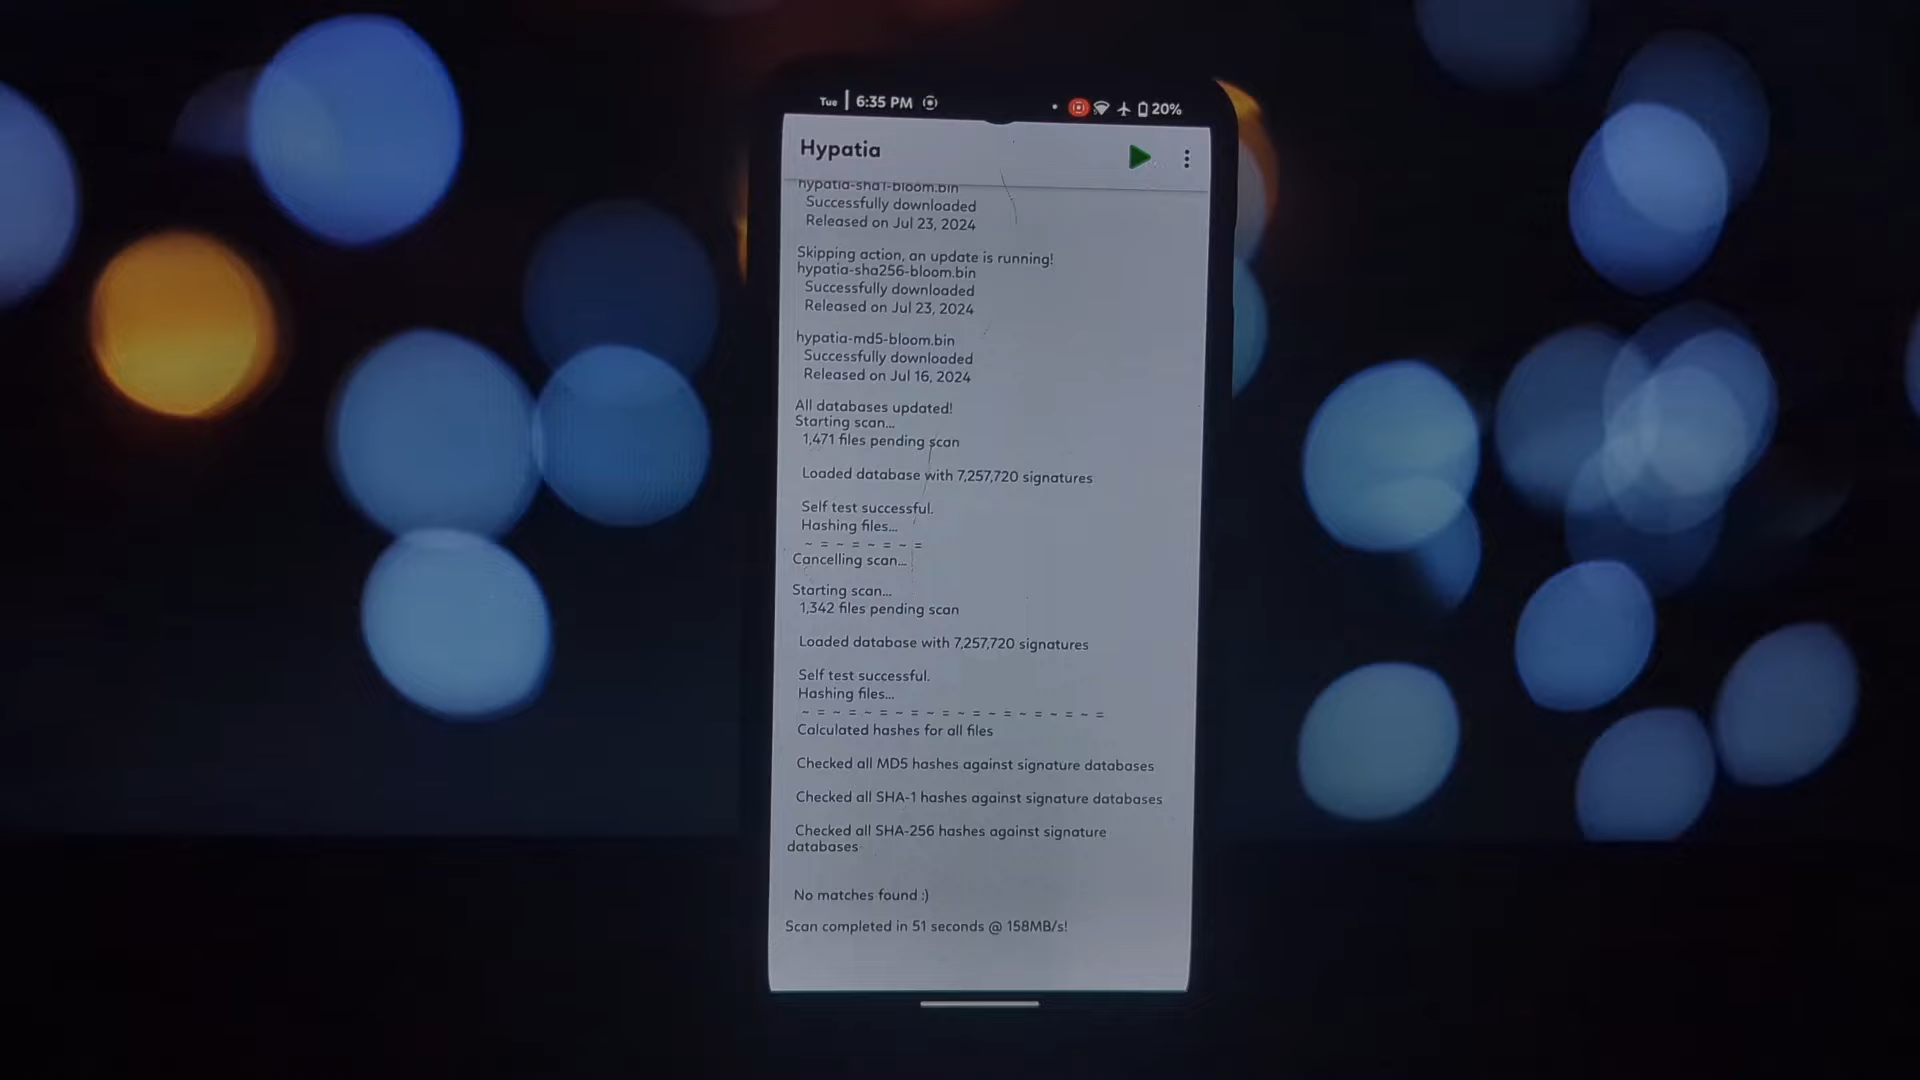 Tue | 6:35 PM
20%
Hypatia
hypatia-sha1-bloom.bin
Successfully downloaded
Released on Jul 23, 2024
Skipping action, an update is running!
hypatia-sha256-bloom.bin
Successfully downloaded
Released on Jul 23, 2024
hypatia-md5-bloom.bin
Successfully downloaded
Released on Jul 16, 2024
All databases updated!
Starting scan...
1,471 files pending scan
Loaded database with 7,257,720 signatures
Self test successful.
Hashing files...
~ = ~ = ~ = ~ =
Cancelling scan...
Starting scan...
1,342 files pending scan
Loaded database with 7,257,720 signatures
Self test successful.
Hashing files...
~ = ~ = ~ = ~ = ~ = ~ = ~ = ~ = ~ = ~ =
Calculated hashes for all files
Checked all MD5 hashes against signature databases
Checked all SHA-1 hashes against signature databases
Checked all SHA-256 hashes against signature
databases
No matches found :)
Scan completed in 51 seconds @ 158MB/s!